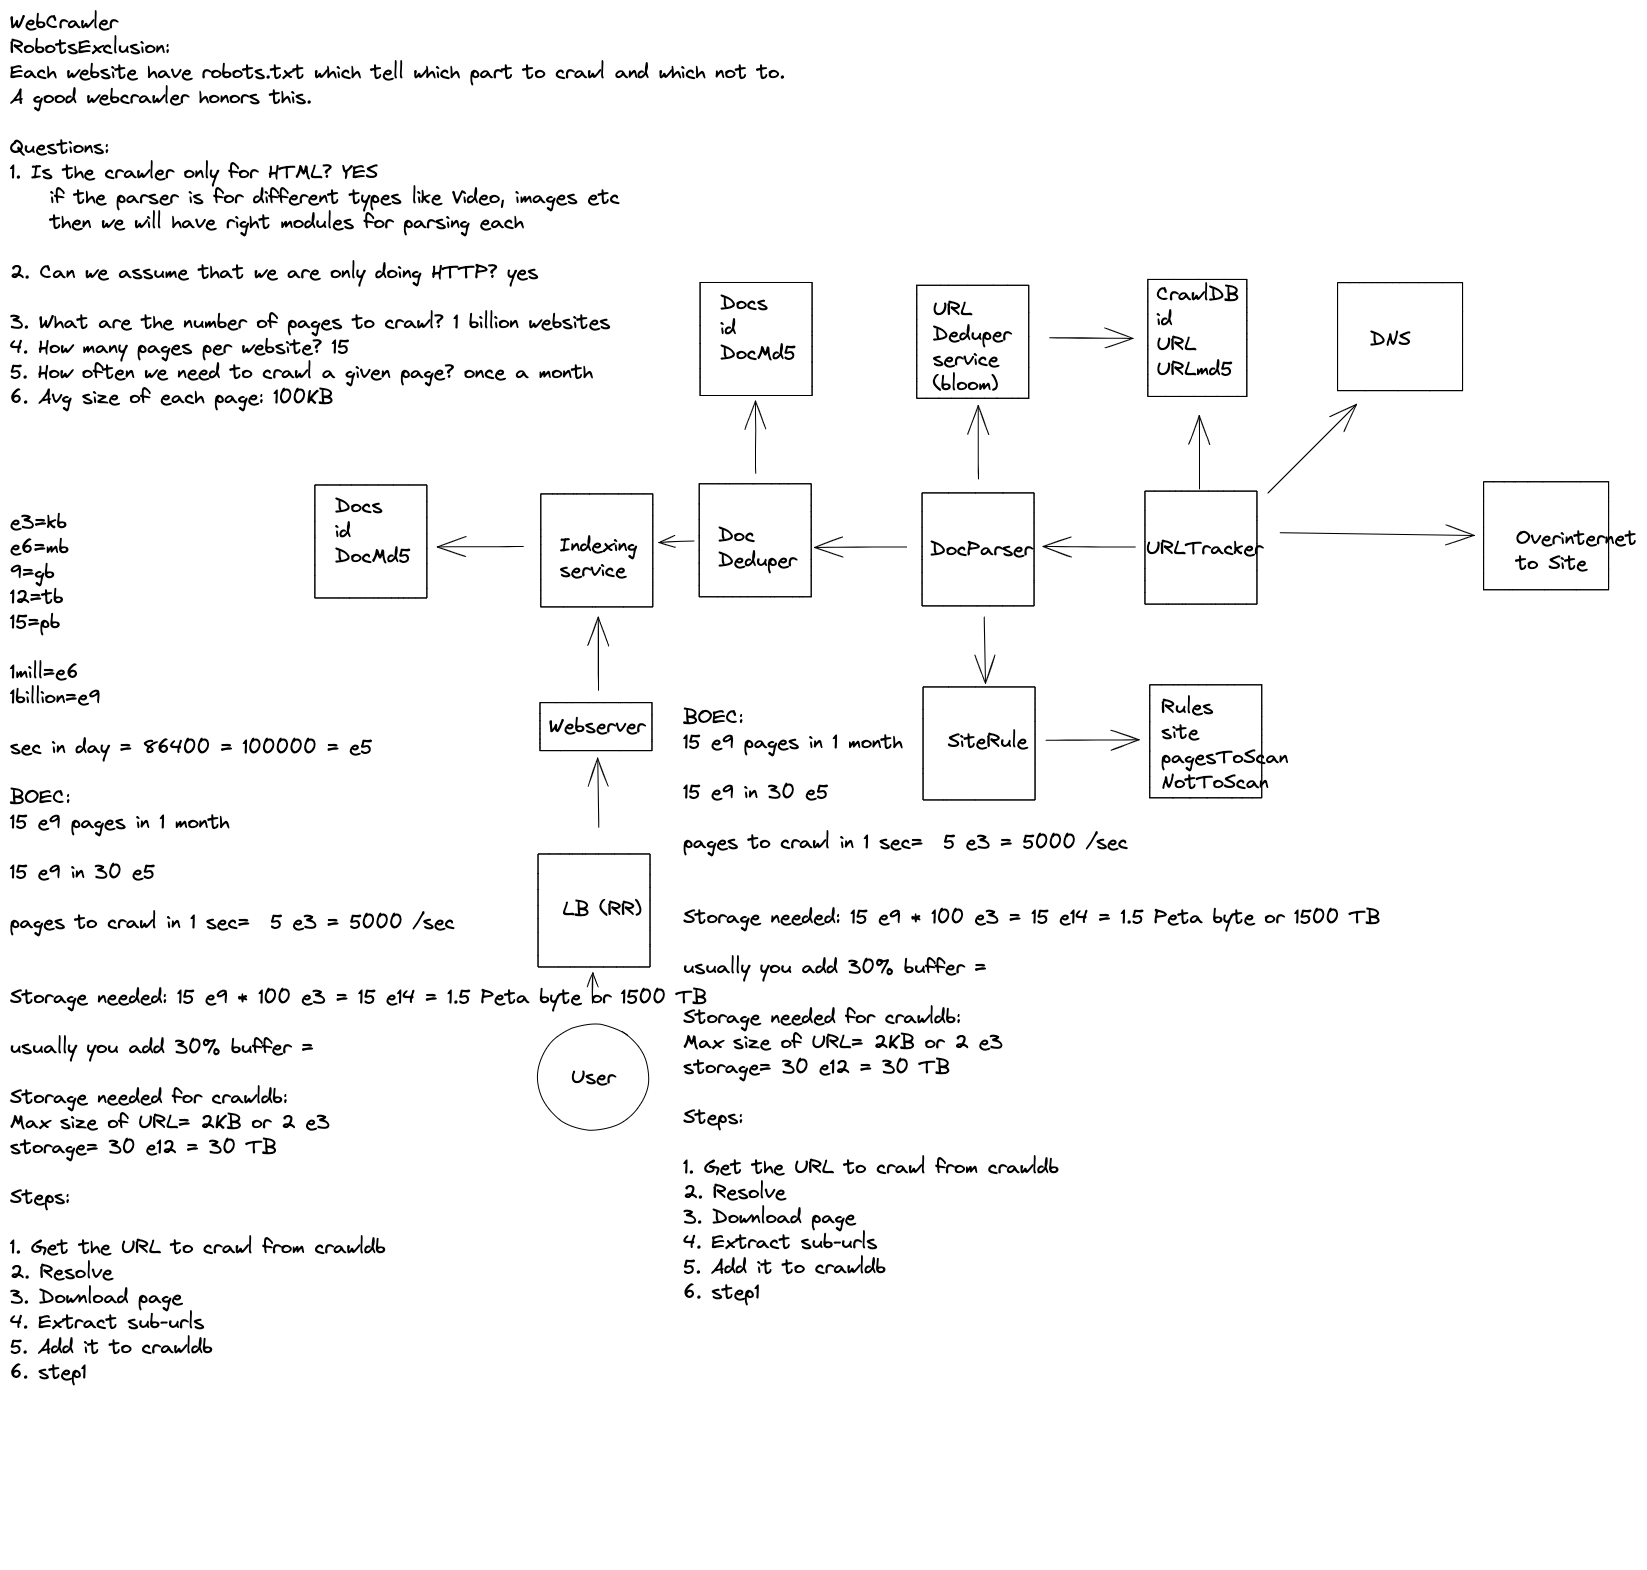 WebCrawler
RobotsExclusion:
Each website have robots.txt which tell which part to crawl and which not to.
A good webcrawler honors this.
Questions:
1. Is the crawler only for HTML? YES
if the parser is for different types like Video, images etc
then we will have right modules for parsing each
2. Can we assume that we are only doing HTTP? yes
3. What are the number of pages to crawl? 1 billion websites
4. How many pages per website? 15
5. How often we need to crawl a given page? once a month
6. Avg size of each page: 100KB
Docs
id
DocMd5
URL
Deduper
service
(bloom)
CrawlDB
id
URL
URLmd5
DNS
Docs
id
DocMd5
Indexing
service
Doc
Deduper
DocParser
URLTracker
Overinternet
to Site
e3=kb
e6=mb
9=gb
12=tb
15=pb
1mill=e6
1billion=e9
sec in day = 86400 = 100000 = e5
BOEC:
15 e9 pages in 1 month
15 e9 in 30 e5
pages to crawl in 1 sec= 5 e3 = 5000 /sec
Storage needed: 15 e9 * 100 e3 = 15 e14 = 1.5 Peta byte or 1500 TB
usually you add 30% buffer =
Storage needed for crawldb:
Max size of URL= 2KB or 2 e3
storage= 30 e12 = 30 TB
Steps:
1. Get the URL to crawl from crawldb
2. Resolve
3. Download page
4. Extract sub-urls
5. Add it to crawldb
6. step1
Webserver
LB (RR)
User
SiteRule
Rules
site
pagesToScan
NotToScan
BOEC:
15 e9 pages in 1 month
15 e9 in 30 e5
pages to crawl in 1 sec= 5 e3 = 5000 /sec
Storage needed: 15 e9 * 100 e3 = 15 e14 = 1.5 Peta byte or 1500 TB
usually you add 30% buffer =
Storage needed for crawldb:
Max size of URL= 2KB or 2 e3
storage= 30 e12 = 30 TB
Steps:
1. Get the URL to crawl from crawldb
2. Resolve
3. Download page
4. Extract sub-urls
5. Add it to crawldb
6. step1